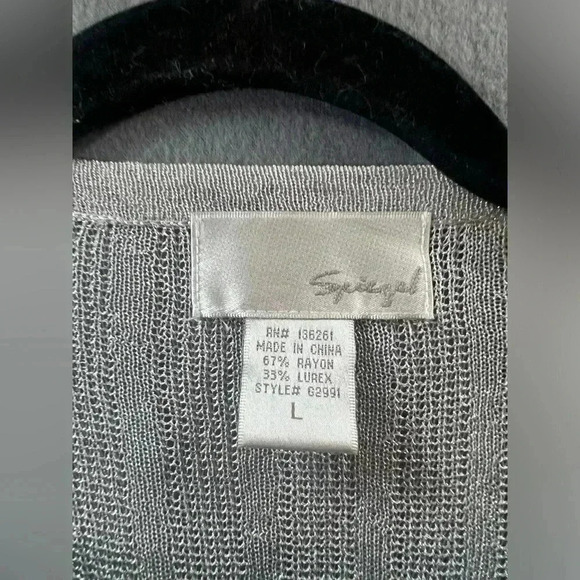 Spiegel
RN# 136261
MADE IN CHINA
67% RAYON
33% LUREX
STYLE# 62991
L